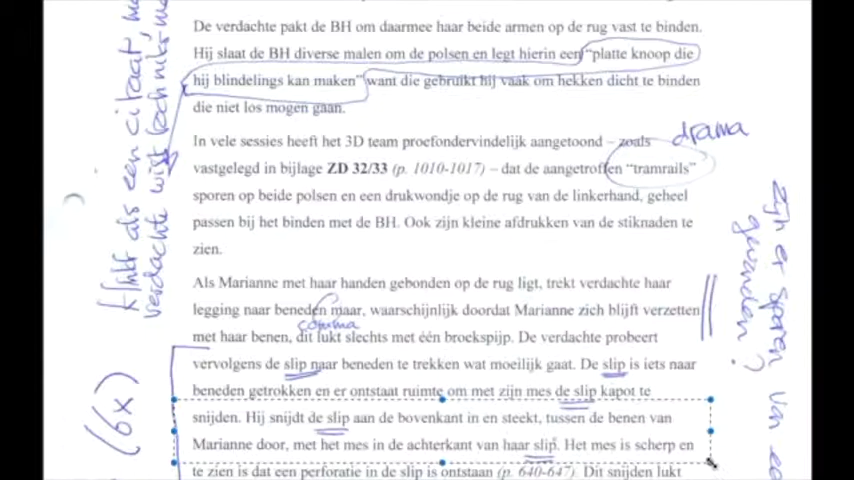 De verdachte pakt de BH om daarmee haar beide armen op de rug vast te binden.
Hij slaat de BH diverse malen om de polsen en legt hierin een “platte knoop die
hij blindelings kan maken” want die gebruikt hij vaak om hekken dicht te binden
die niet los mogen gaan.
In vele sessies heeft het 3D team proefondervindelijk aangetoond – zoals
drama
vastgelegd in bijlage ZD 32/33 (p. 1010-1017) – dat de aangetroffen “tramrails”
sporen op beide polsen en een drukwondje op de rug van de linkerhand, geheel
passen bij het binden met de BH. Ook zijn kleine afdrukken van de stiknaden te
zien.
Als Marianne met haar handen gebonden op de rug ligt, trekt verdachte haar
legging naar beneden maar, waarschijnlijk doordat Marianne zich blijft verzetten
comma
met haar benen, dit lukt slechts met één broekspijp. De verdachte probeert
vervolgens de slip naar beneden te trekken wat moeilijk gaat. De slip is iets naar
beneden getrokken en er ontstaat ruimte om met zijn mes de slip kapot te
snijden. Hij snijdt de slip aan de bovenkant in en steekt, tussen de benen van
Marianne door, met het mes in de achterkant van haar slip. Het mes is scherp en
te zien is dat een perforatie in de slip is ontstaan (p. 640-647). Dit snijden lukt
klinkt als een citaat,
verdachte wist
(6x)
zijn er sporen van
gevonden?